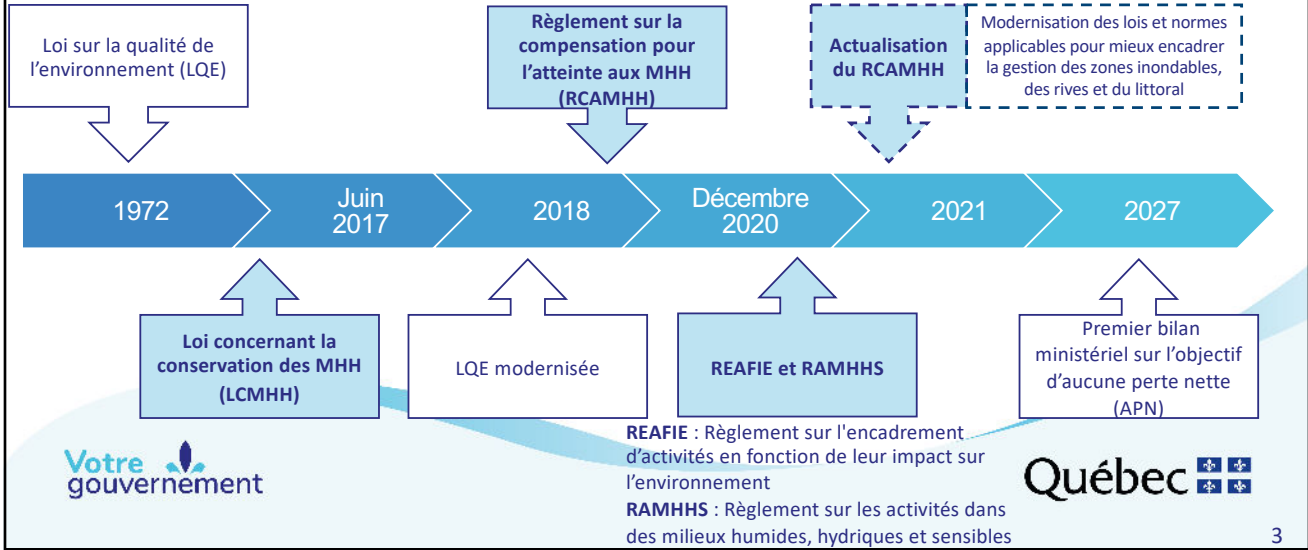 Loi sur la qualité de
l'environnement (LQE)
Règlement sur la
compensation pour
l'atteinte aux MHH
(RCAMHH)
Actualisation
du RCAMHH
Modernisation des lois et normes
applicables pour mieux encadrer
la gestion des zones inondables,
des rives et du littoral
1972
Juin
2017
2018
Décembre
2020
2021
2027
Loi concernant la
conservation des MHH
(LCMHH)
LQE modernisée
REAFIE et RAMHHS
Premier bilan
ministériel sur l'objectif
d'aucune perte nette
(APN)
REAFIE : Règlement sur l'encadrement
d'activités en fonction de leur impact sur
l'environnement
RAMHHS : Règlement sur les activités dans
des milieux humides, hydriques et sensibles
Votre
gouvernement
Québec
3